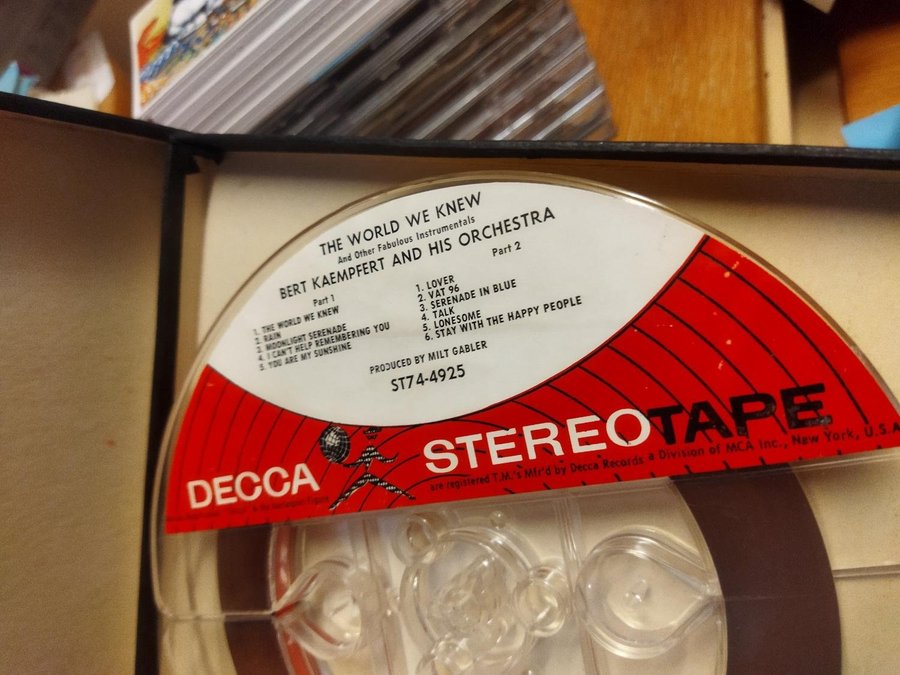 THE WORLD WE KNEW
And Other Fabulous Instrumentals
BERT KAEMPFERT AND HIS ORCHESTRA
Part 1
1. THE WORLD WE KNEW
2. RAIN
3. MOONLIGHT SERENADE
4. I CAN'T HELP REMEMBERING YOU
5. YOU ARE MY SUNSHINE
Part 2
1. LOVER
2. VAT 96
3. SERENADE IN BLUE
4. TALK
5. LONESOME
6. STAY WITH THE HAPPY PEOPLE
PRODUCED BY MILT GABLER
ST74-4925
DECCA
STEREOTAPE
are registered T.M.'s Mfr'd by Decca Records a Division of MCA Inc., New York, U.S.A